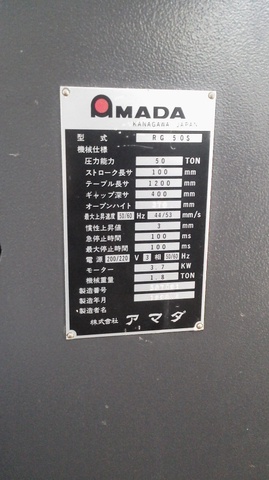 AMADA
KANAGAWA JAPAN
型式 RG 50S
機械仕様
圧力能力 50 TON
ストローク長サ 100 mm
テーブル長サ 1200 mm
ギャップ深サ 400 mm
オープンハイト mm
最大上昇速度 50/60 Hz 44/53 mm/s
惰性上昇値 3 mm
急停止時間 100 ms
最大停止時間 100 ms
電源 200/220 V 3 相 50/60 Hz
モーター 3.7 KW
機械重量 1.8 TON
製造番号
製造年月
製造者名
株式会社 アマダ